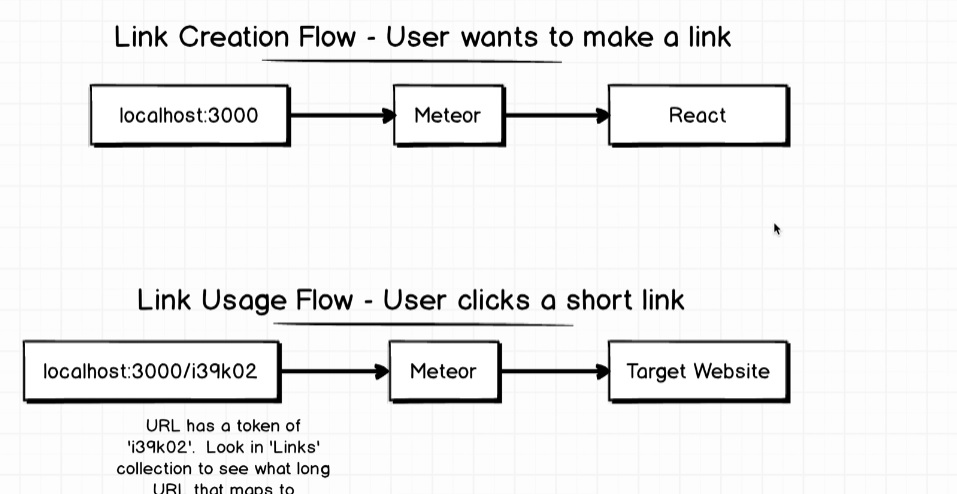 Link Creation Flow - User wants to make a link
localhost:3000
Meteor
React
Link Usage Flow - User clicks a short link
localhost:3000/i39k02
Meteor
Target Website
URL has a token of
'i39k02'. Look in 'Links'
collection to see what long
URL that maps to